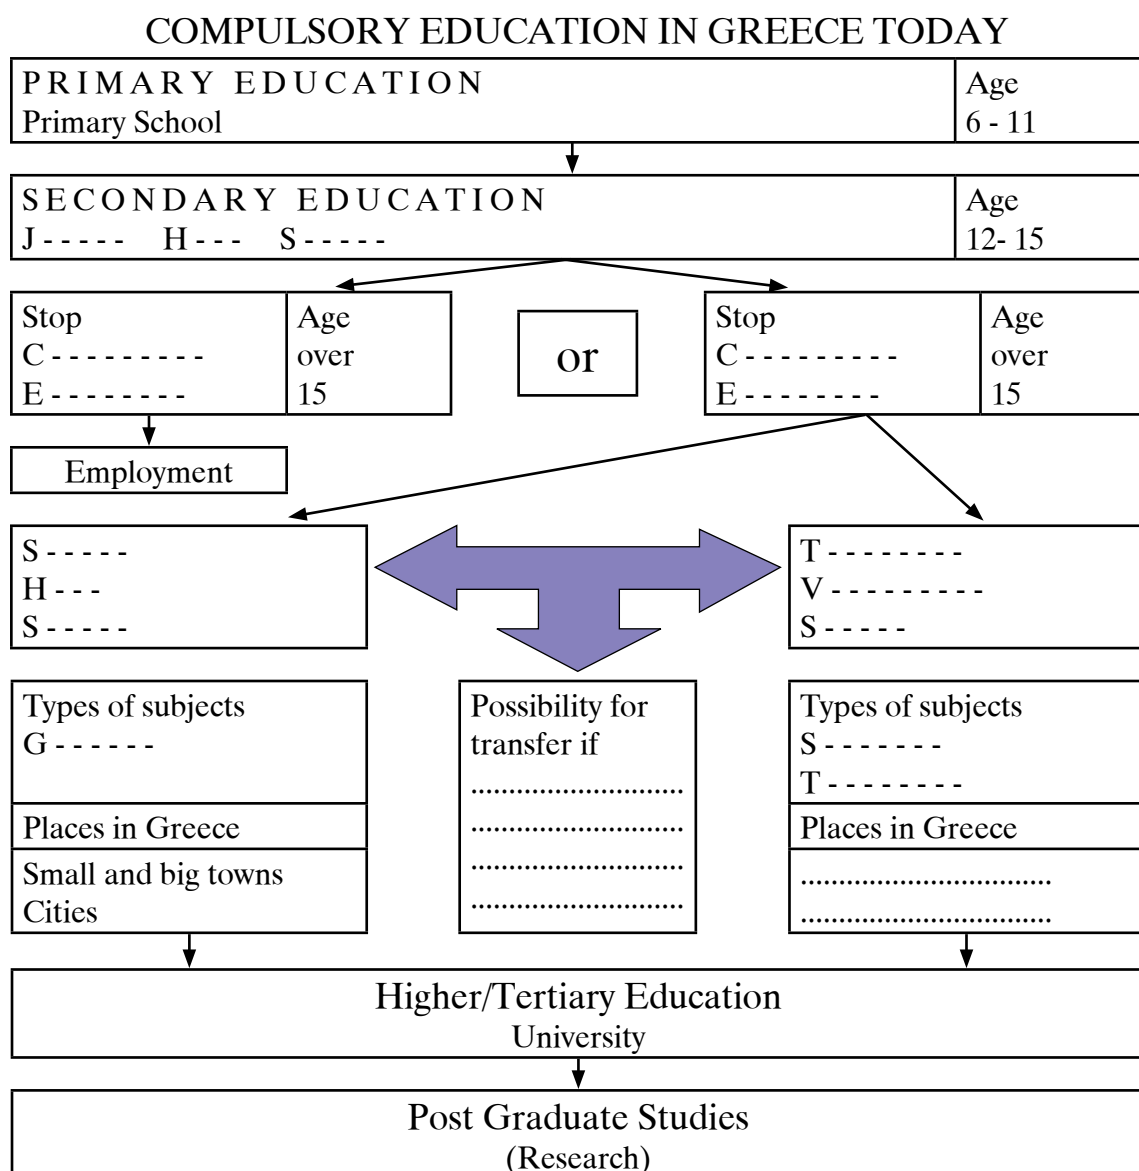 COMPULSORY EDUCATION IN GREECE TODAY
PRIMARY EDUCATION
Primary School
Age
6 - 11
SECONDARY EDUCATION
J - - - - - H - - - S - - - - -
Age
12- 15
Stop
C - - - - - - - - -
E - - - - - - - -
Age
over
15
or
Stop
C - - - - - - - - -
E - - - - - - - -
Age
over
15
Employment
S - - - - -
H - - -
S - - - - -
T - - - - - - - -
V - - - - - - - - -
S - - - - -
Types of subjects
G - - - - - -
Places in Greece
Small and big towns
Cities
Possibility for
transfer if
............................
............................
............................
............................
Types of subjects
S - - - - - - -
T - - - - - - - -
Places in Greece
.................................
.................................
Higher/Tertiary Education
University
Post Graduate Studies
(Research)